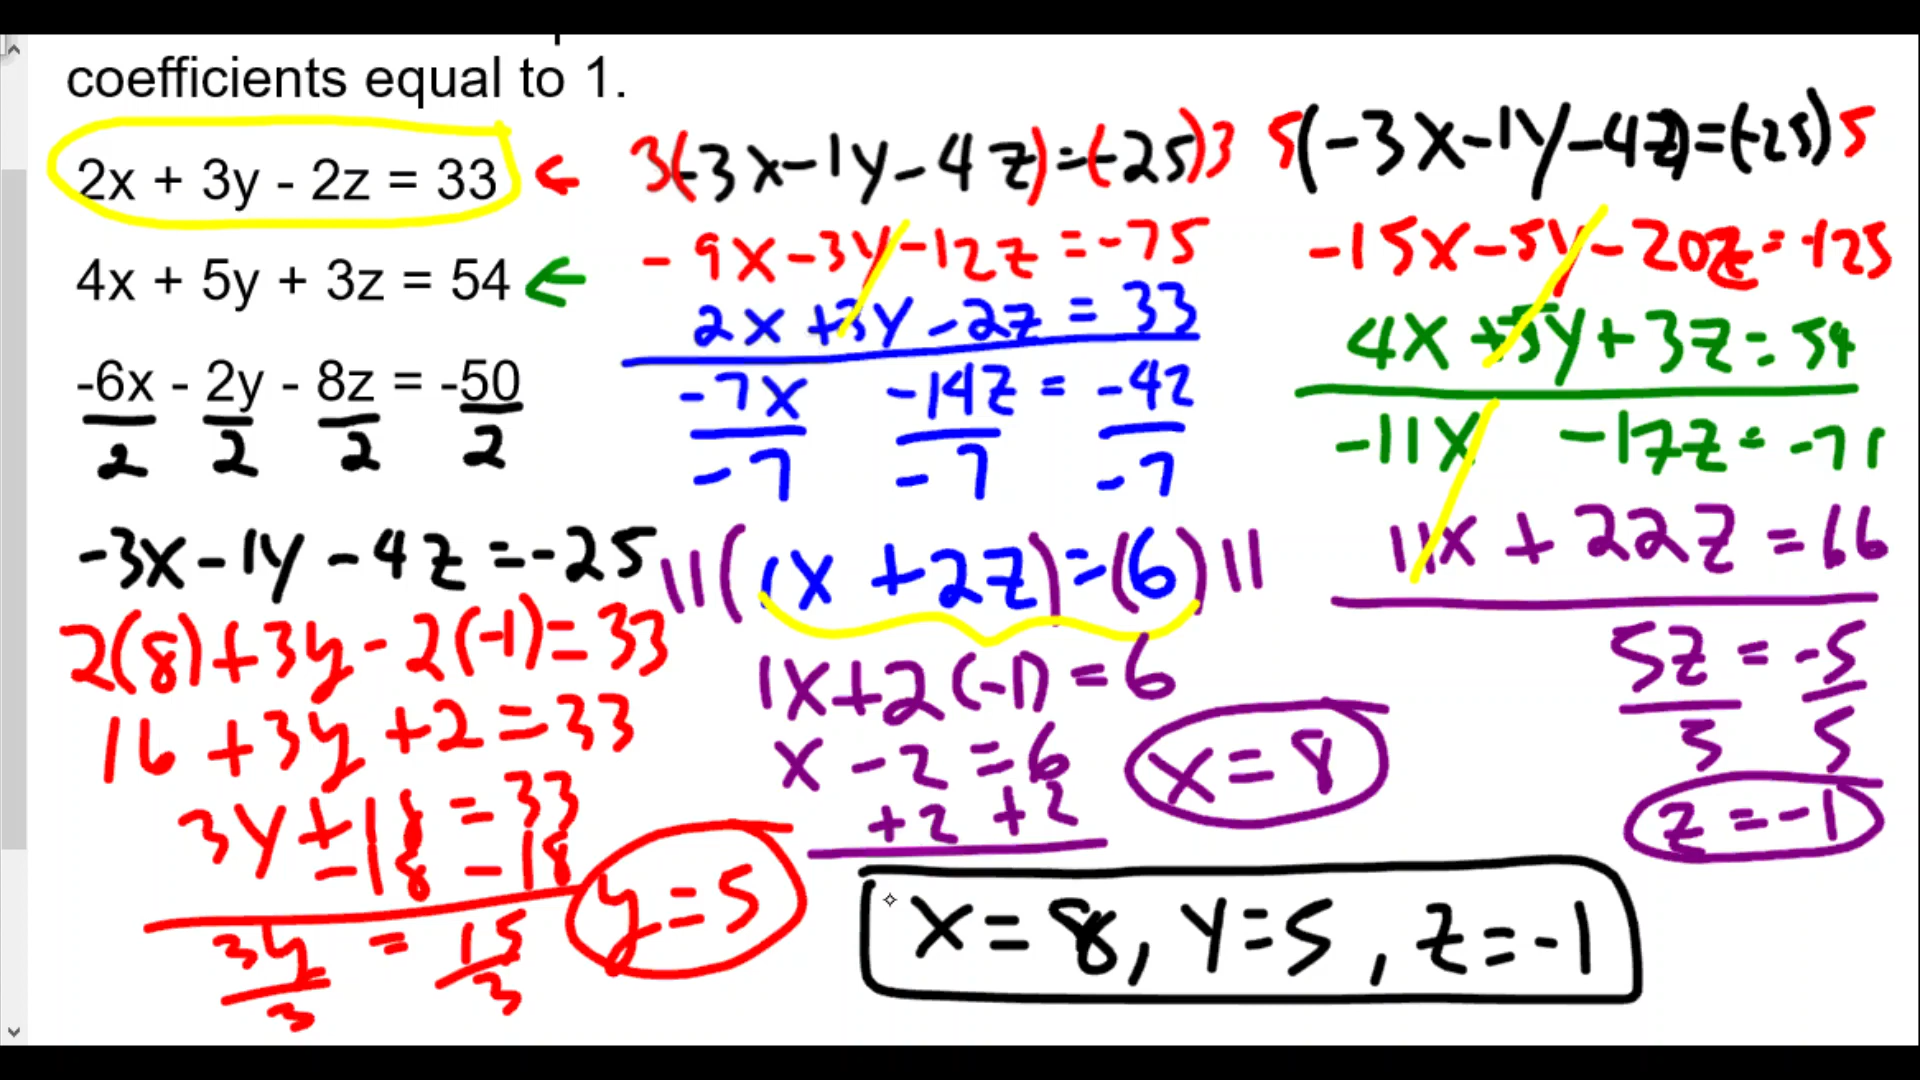 coefficients equal to 1.
2x + 3y - 2z = 33
4x + 5y + 3z = 54
-6x - 2y - 8z = -50
2 2 2 2
-3x - 1y - 4z = -25
2(8) + 3y - 2(-1) = 33
16 + 3y + 2 = 33
3y + 18 = 33
-18 -18
3y = 15
3 3
y = 5
3(-3x - 1y - 4z) = (-25)3
-9x - 3y - 12z = -75
2x + 3y - 2z = 33
-7x -14z = -42
-7 -7 -7
11(1x + 2z) = (6)11
1x + 2(-1) = 6
x - 2 = 6
+2 +2
x = 8
5(-3x - 1y - 4z) = (-25)5
-15x - 5y - 20z = -125
4x + 5y + 3z = 54
-11x -17z = -71
11x + 22z = 66
5z = -5
5 5
z = -1
x = 8, y = 5, z = -1